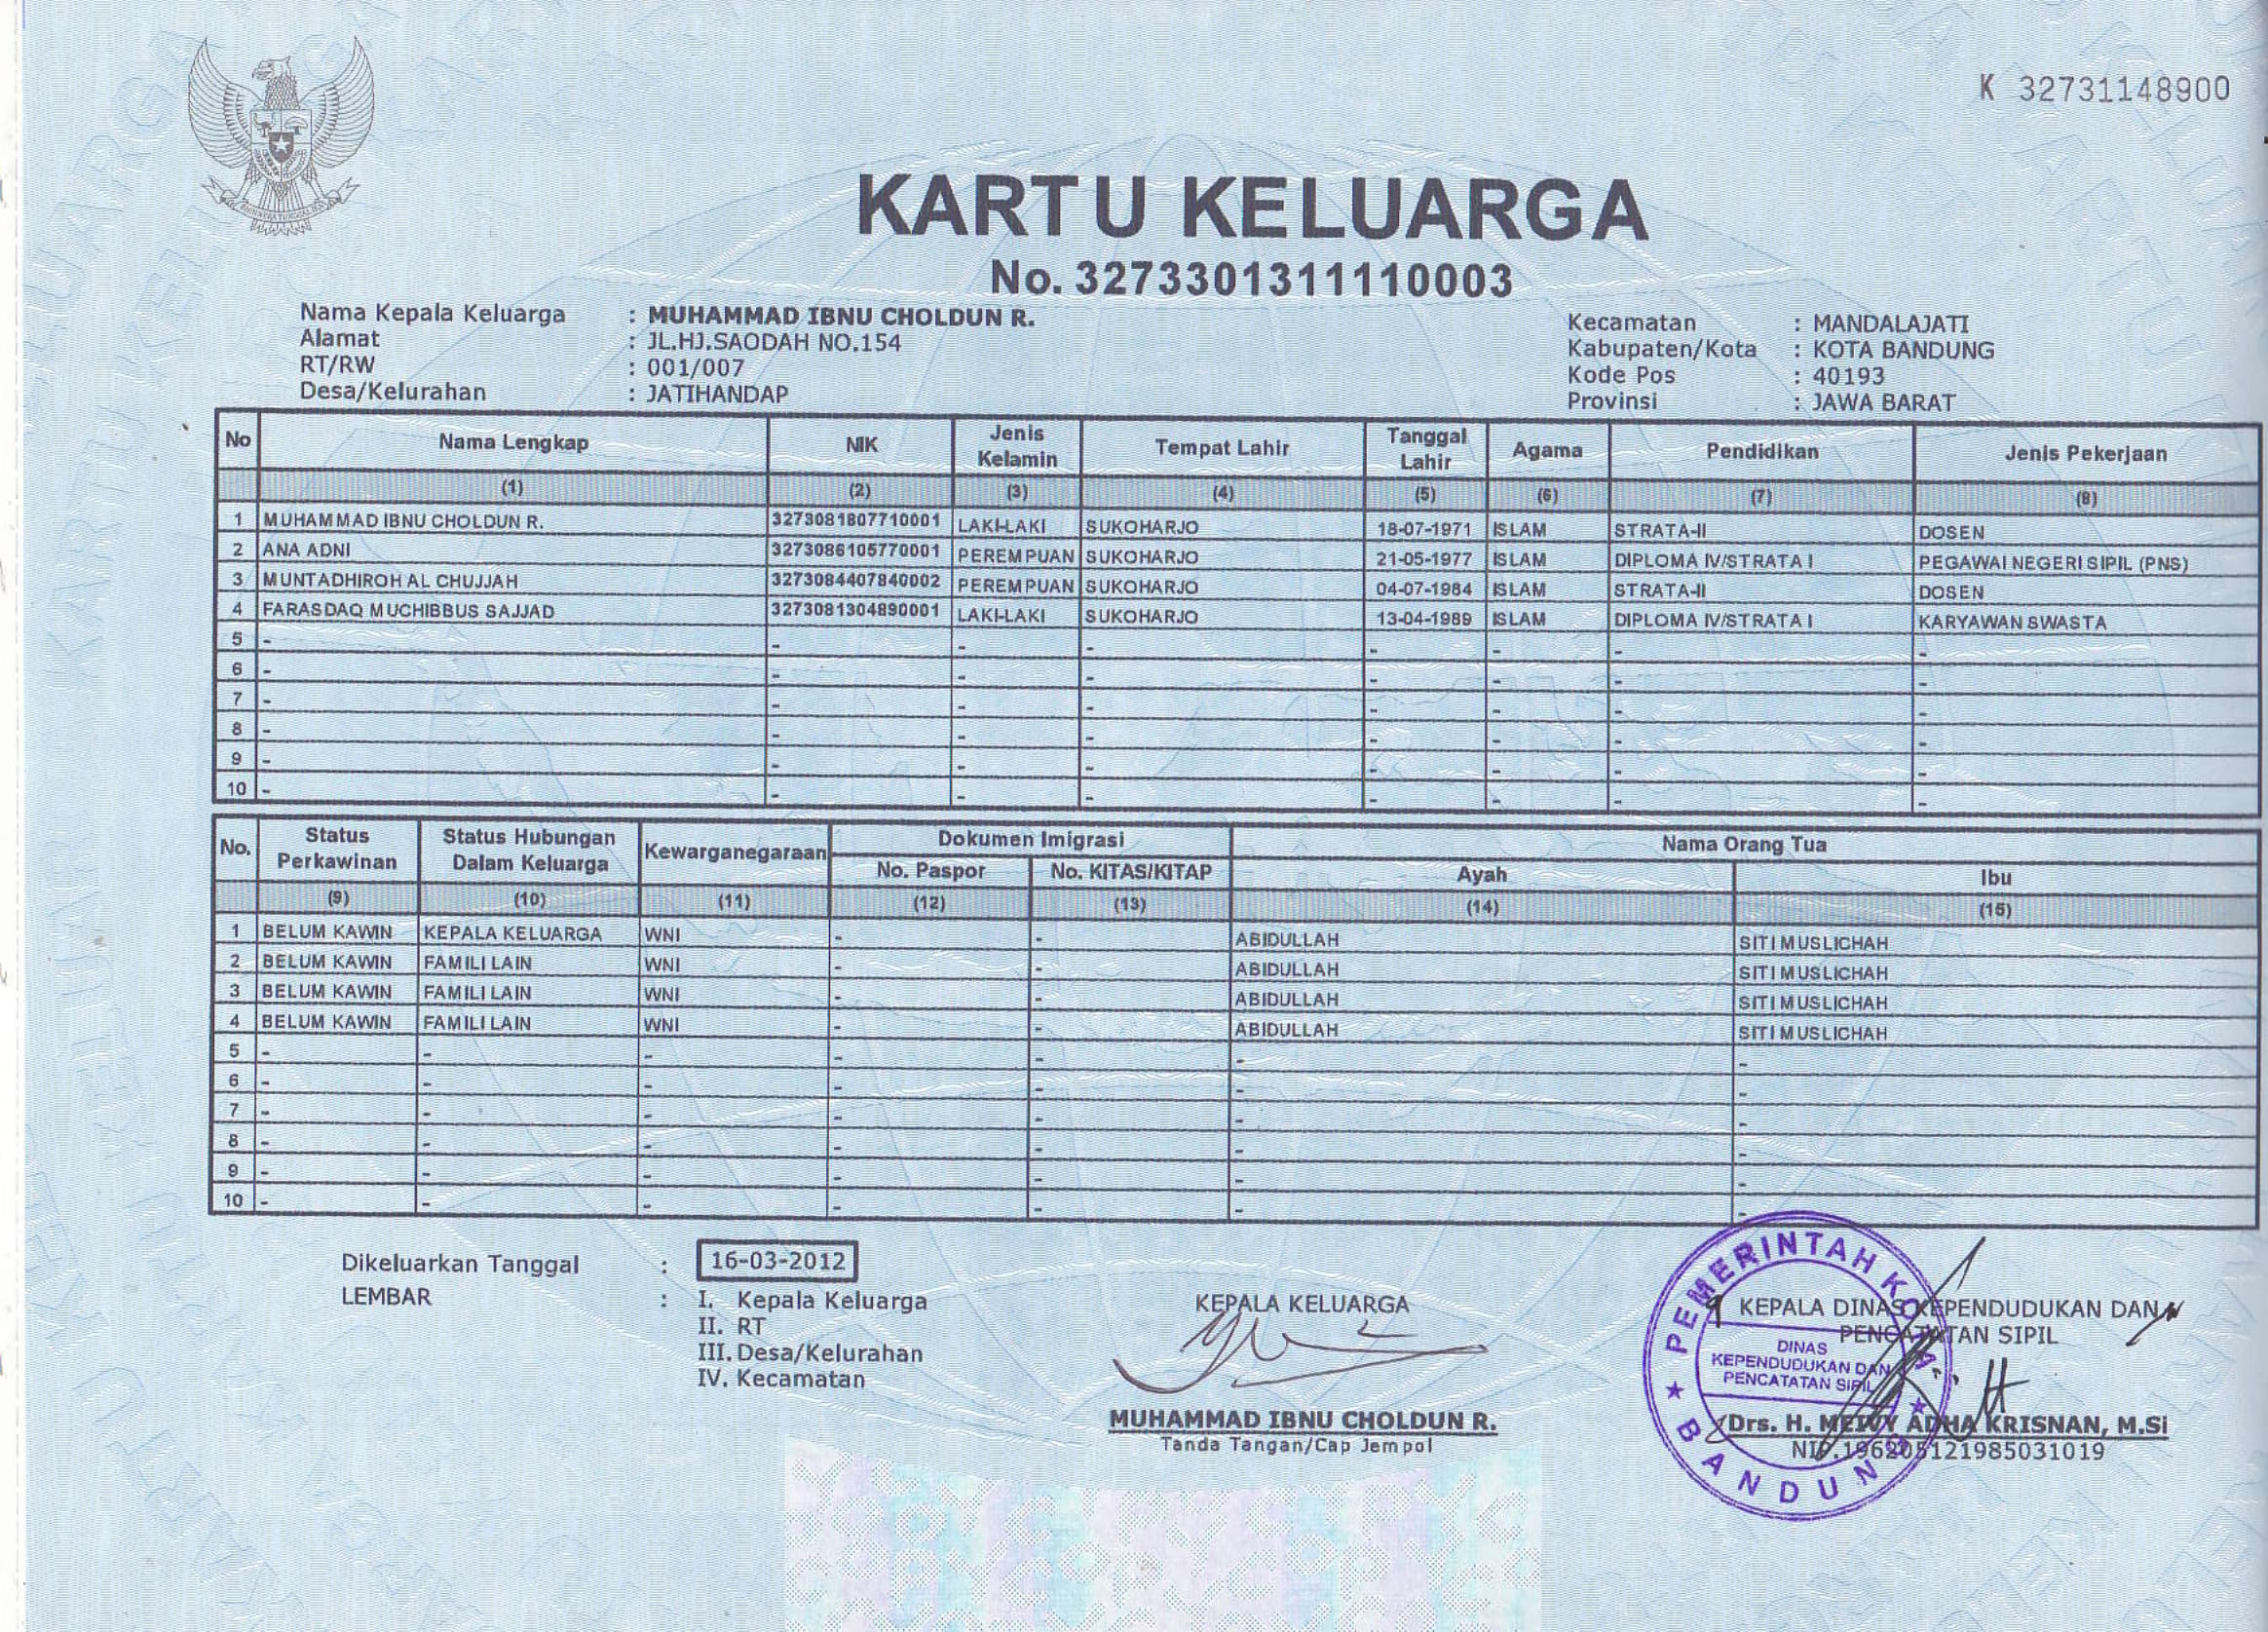 K 32731148900
KARTU KELUARGA
No. 3273301311110003
Nama Kepala Keluarga : MUHAMMAD IBNU CHOLDUN R.
Alamat : JL.HJ.SAODAH NO.154
RT/RW : 001/007
Desa/Kelurahan : JATIHANDAP
Kecamatan : MANDALAJATI
Kabupaten/Kota : KOTA BANDUNG
Kode Pos : 40193
Provinsi : JAWA BARAT
No Nama Lengkap NIK Jenis Kelamin Tempat Lahir Tanggal Lahir Agama Pendidikan Jenis Pekerjaan
(1) (2) (3) (4) (5) (6) (7) (8)
1 MUHAMMAD IBNU CHOLDUN R. 3273081807710001 LAKI-LAKI SUKOHARJO 18-07-1971 ISLAM STRATA-II DOSEN
2 ANA ADNI 3273086105770001 PEREMPUAN SUKOHARJO 21-05-1977 ISLAM DIPLOMA IV/STRATA I PEGAWAI NEGERI SIPIL (PNS)
3 MUNTADHIROH AL CHUJJAH 3273084407840002 PEREMPUAN SUKOHARJO 04-07-1984 ISLAM STRATA-II DOSEN
4 FARASDAQ MUCHIBBUS SAJJAD 3273081304890001 LAKI-LAKI SUKOHARJO 13-04-1989 ISLAM DIPLOMA IV/STRATA I KARYAWAN SWASTA
5 - - - - - - - -
6 - - - - - - - -
7 - - - - - - - -
8 - - - - - - - -
9 - - - - - - - -
10 - - - - - - - -
No. Status Perkawinan Status Hubungan Dalam Keluarga Kewarganegaraan Dokumen Imigrasi Nama Orang Tua
No. Paspor No. KITAS/KITAP Ayah Ibu
(9) (10) (11) (12) (13) (14) (15)
1 BELUM KAWIN KEPALA KELUARGA WNI - - ABIDULLAH SITI MUSLICHAH
2 BELUM KAWIN FAMILI LAIN WNI - - ABIDULLAH SITI MUSLICHAH
3 BELUM KAWIN FAMILI LAIN WNI - - ABIDULLAH SITI MUSLICHAH
4 BELUM KAWIN FAMILI LAIN WNI - - ABIDULLAH SITI MUSLICHAH
5 - - - - - - -
6 - - - - - - -
7 - - - - - - -
8 - - - - - - -
9 - - - - - - -
10 - - - - - - -
Dikeluarkan Tanggal : 16-03-2012
LEMBAR : I. Kepala Keluarga
II. RT
III. Desa/Kelurahan
IV. Kecamatan
KEPALA KELUARGA
MUHAMMAD IBNU CHOLDUN R.
Tanda Tangan/Cap Jempol
KEPALA DINAS KEPENDUDUKAN DAN
PENCATATAN SIPIL
Drs. H. MEIVY ADHA KRISNAN, M.Si
NIP.196205121985031019
PEMERINTAH KOTA
DINAS
KEPENDUDUKAN DAN
PENCATATAN SIPIL
BANDUNG